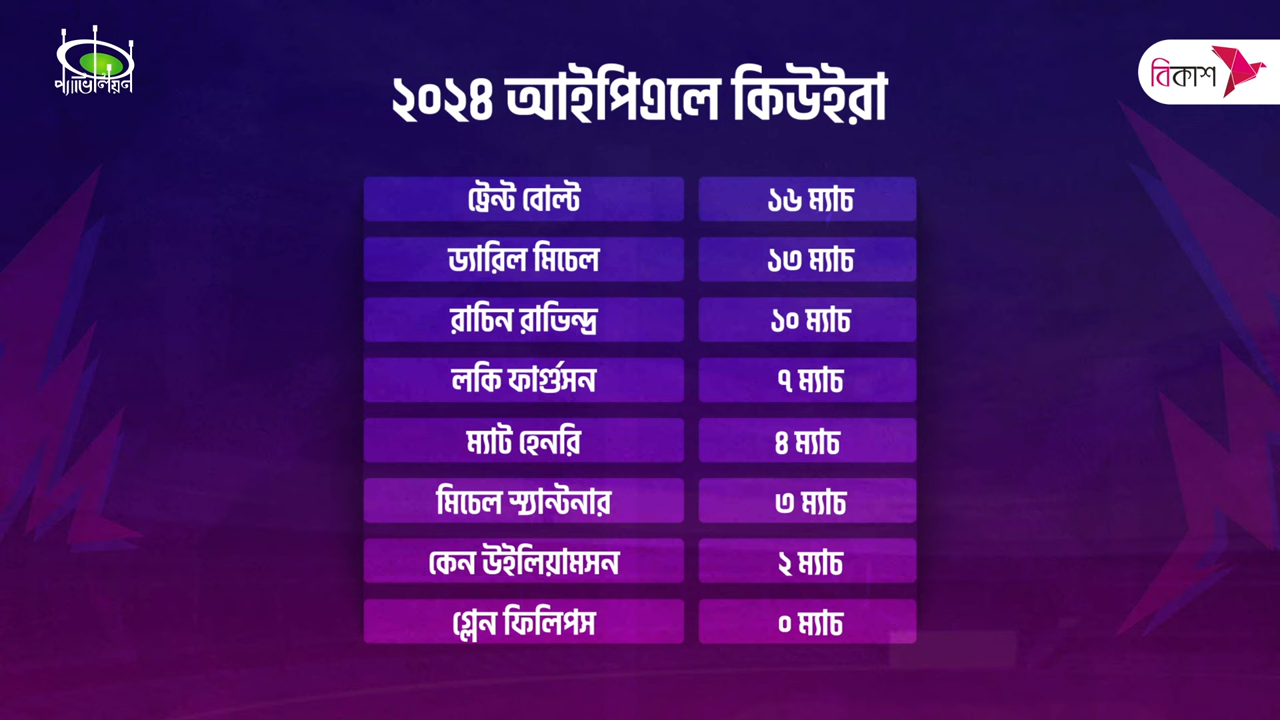 প্যাভিলিয়ন
বিকাশ
২০২৪ আইপিএলে কিউইরা
ট্রেন্ট বোল্ট ১৬ ম্যাচ
ড্যারিল মিচেল ১৩ ম্যাচ
রাচিন রাভিন্দ্র ১০ ম্যাচ
লকি ফার্গুসন ৭ ম্যাচ
ম্যাট হেনরি ৪ ম্যাচ
মিচেল স্যান্টনার ৩ ম্যাচ
কেন উইলিয়ামসন ২ ম্যাচ
গ্লেন ফিলিপস ০ ম্যাচ